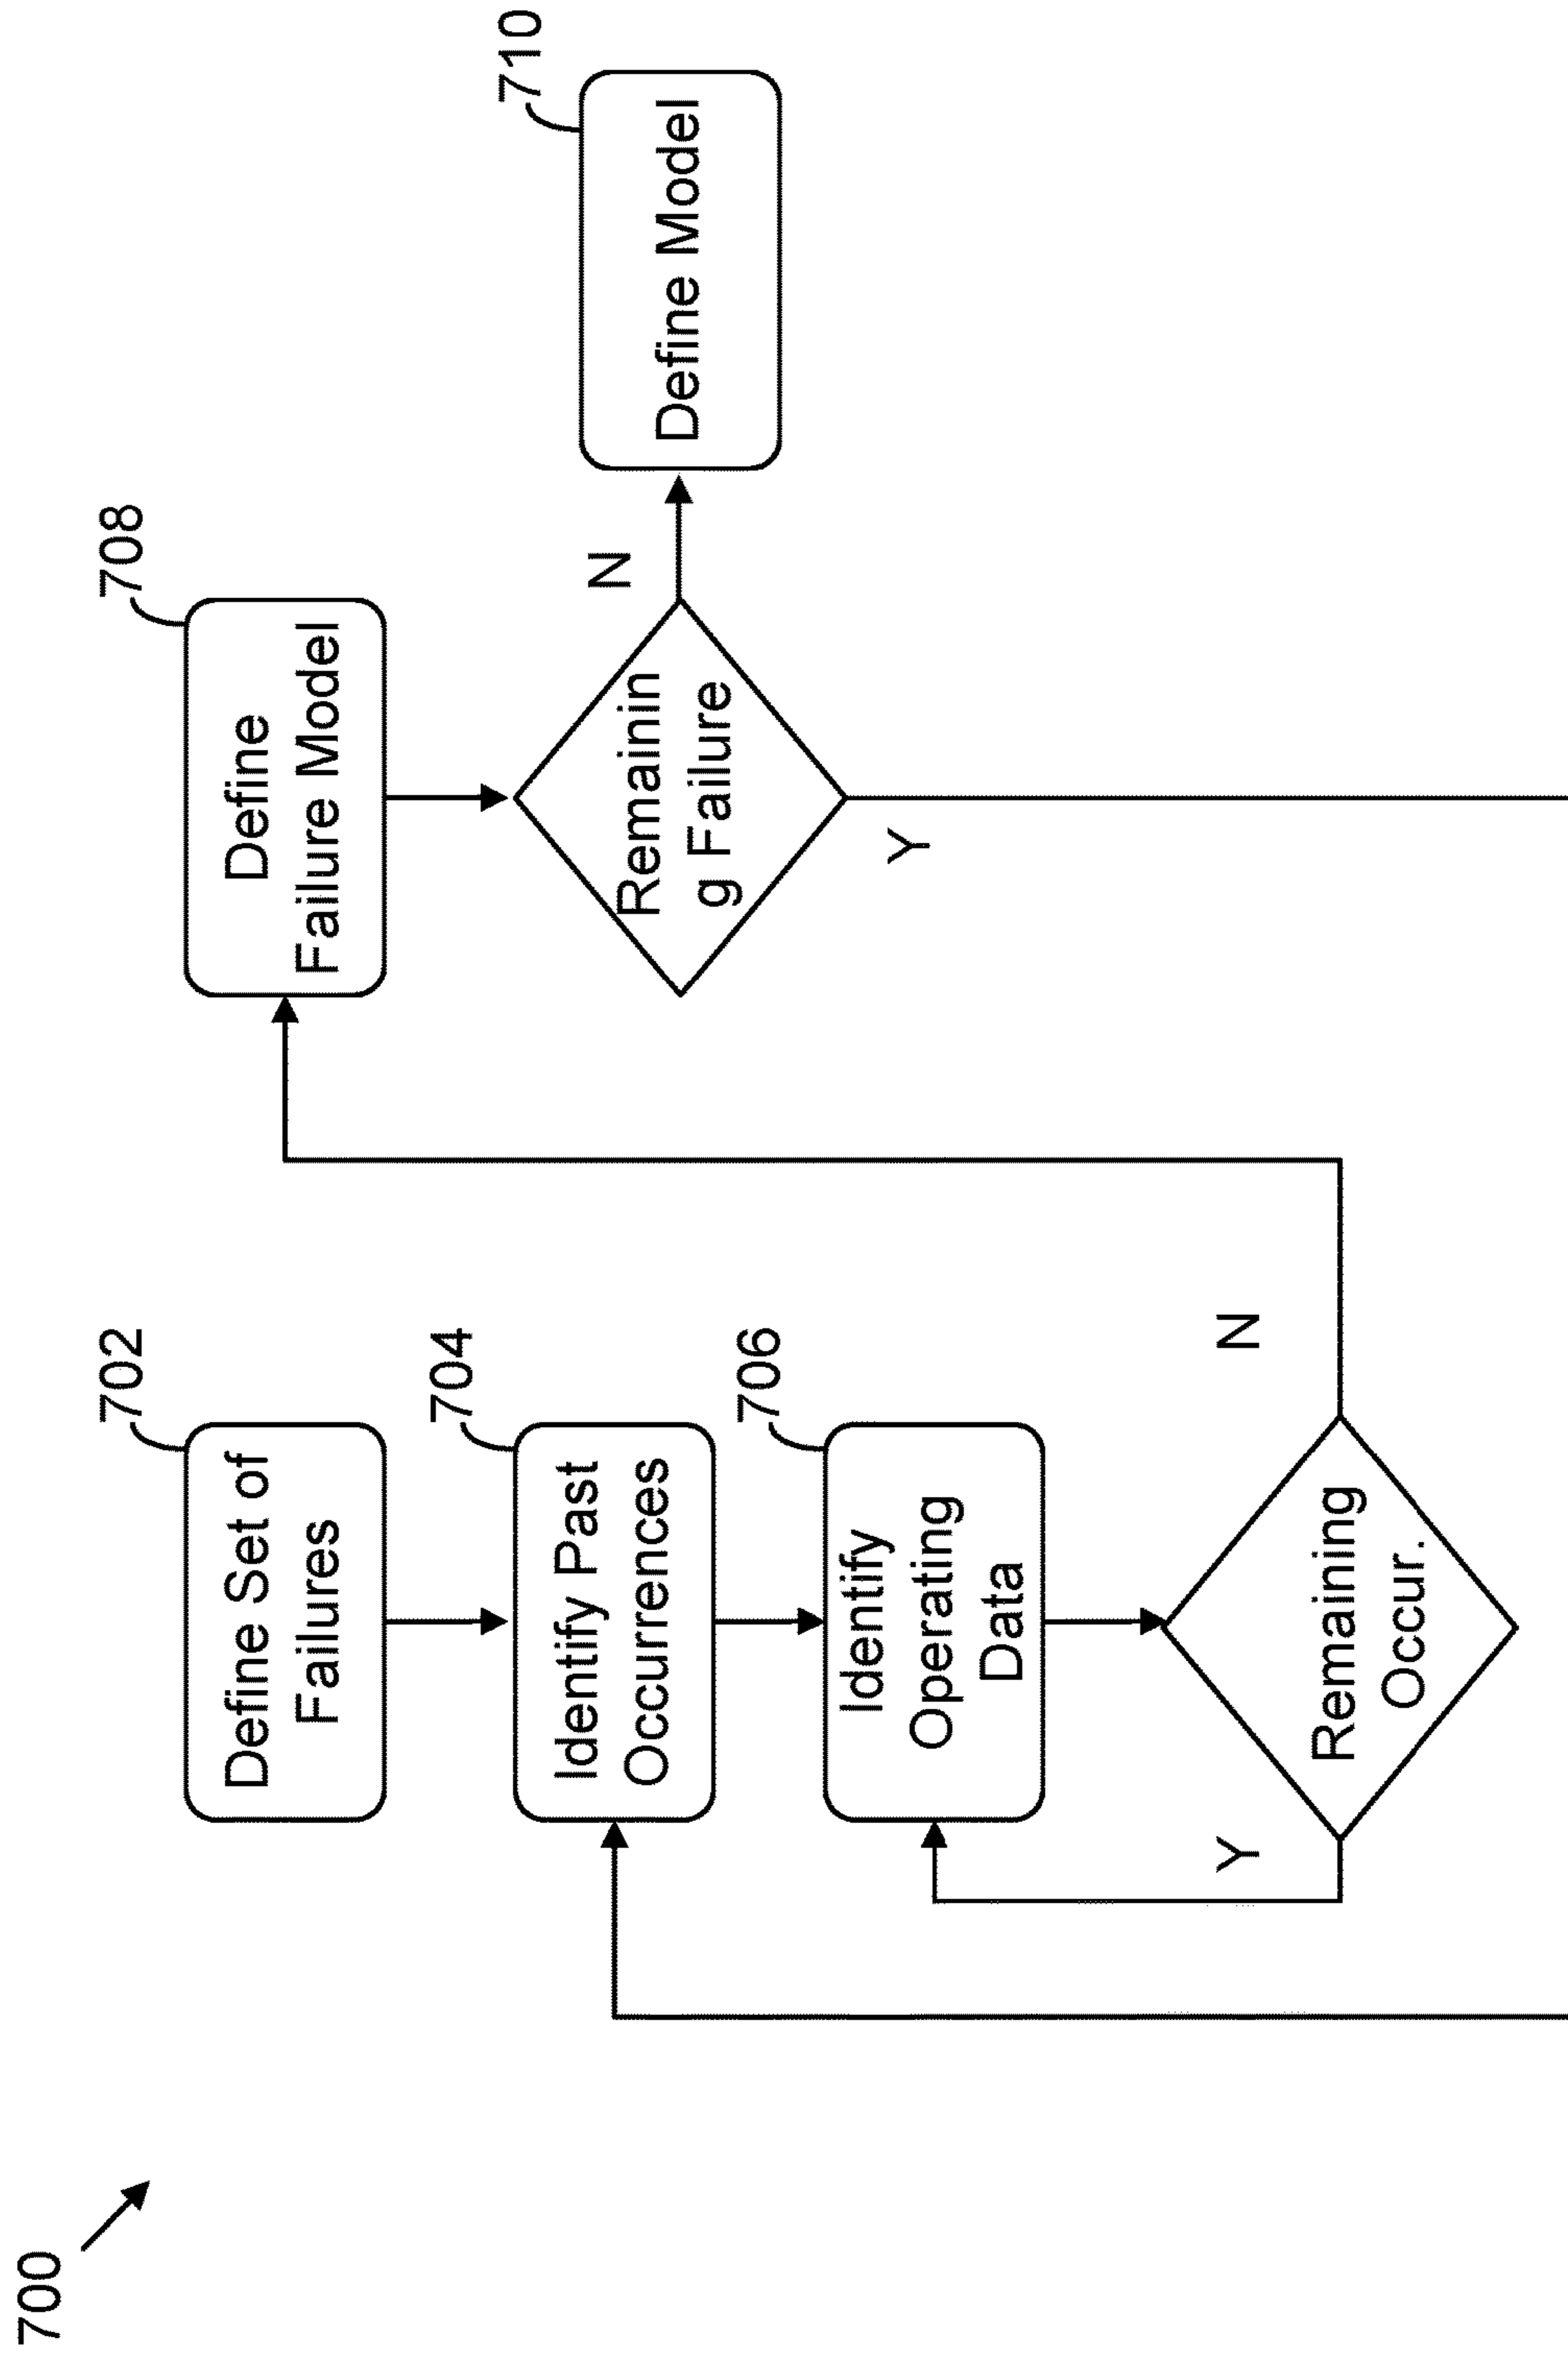 700
702
Define Set of
Failures
704
Identify Past
Occurrences
706
Identify
Operating
Data
Remaining
Occur.
Y
N
708
Define
Failure Model
Remainin
g Failure
N
Y
710
Define Model